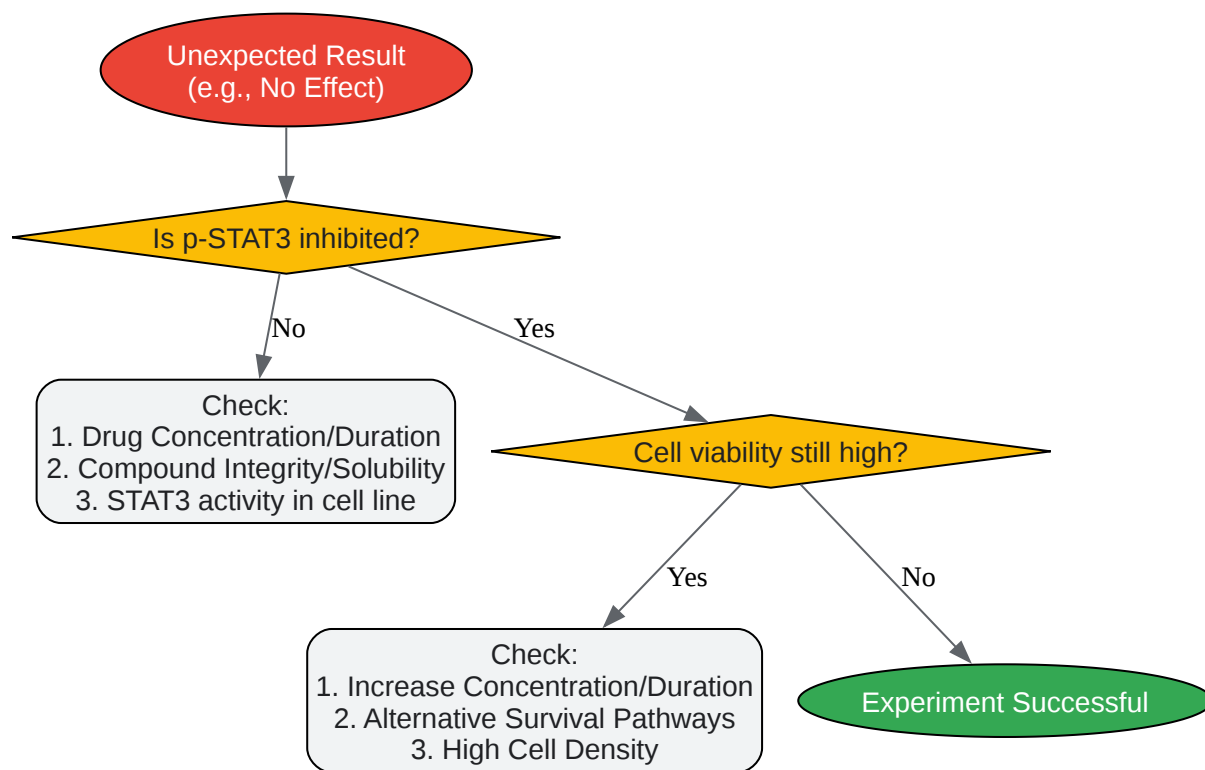 Unexpected Result
(e.g., No Effect)
Is p-STAT3 inhibited?
No
Yes
Check:
1. Drug Concentration/Duration
2. Compound Integrity/Solubility
3. STAT3 activity in cell line
Cell viability still high?
Yes
No
Check:
1. Increase Concentration/Duration
2. Alternative Survival Pathways
3. High Cell Density
Experiment Successful